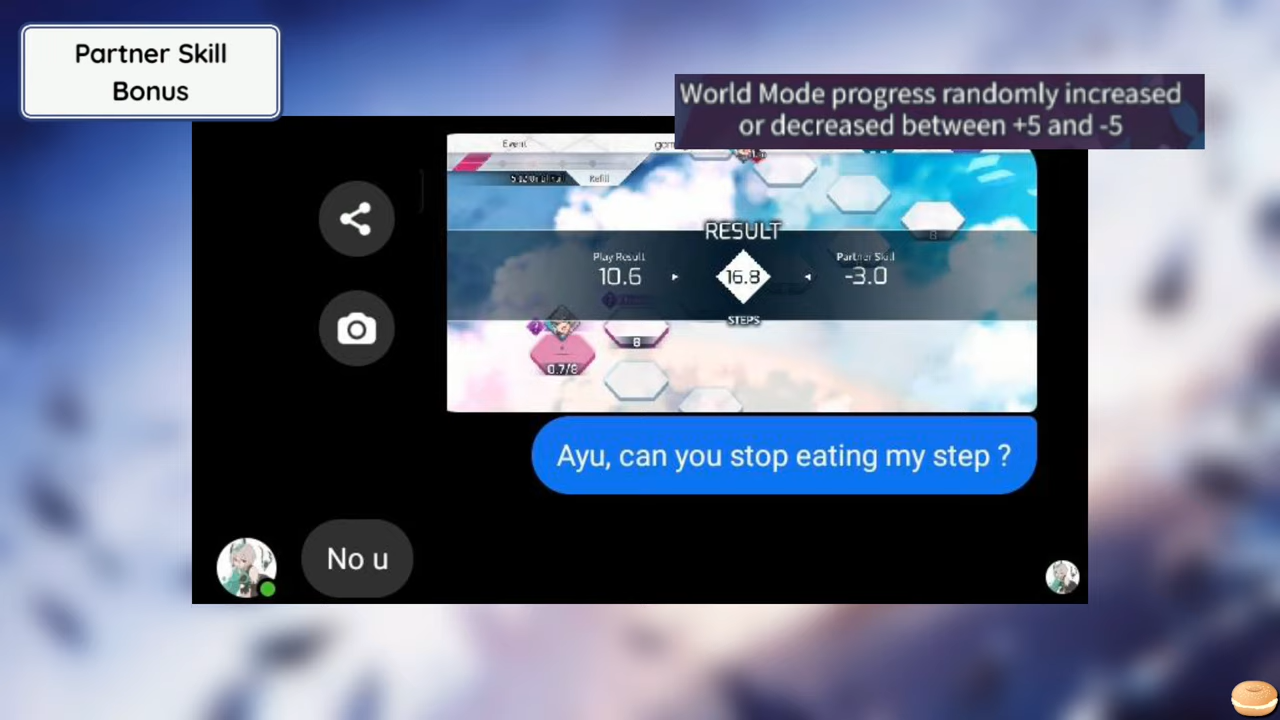 Partner Skill
Bonus
World Mode progress randomly increased
or decreased between +5 and -5
Event
Refill
RESULT
Play Result
10.6
16.8
Partner Skill
-3.0
STEPS
8
8
0.7/8
Ayu, can you stop eating my step ?
No u